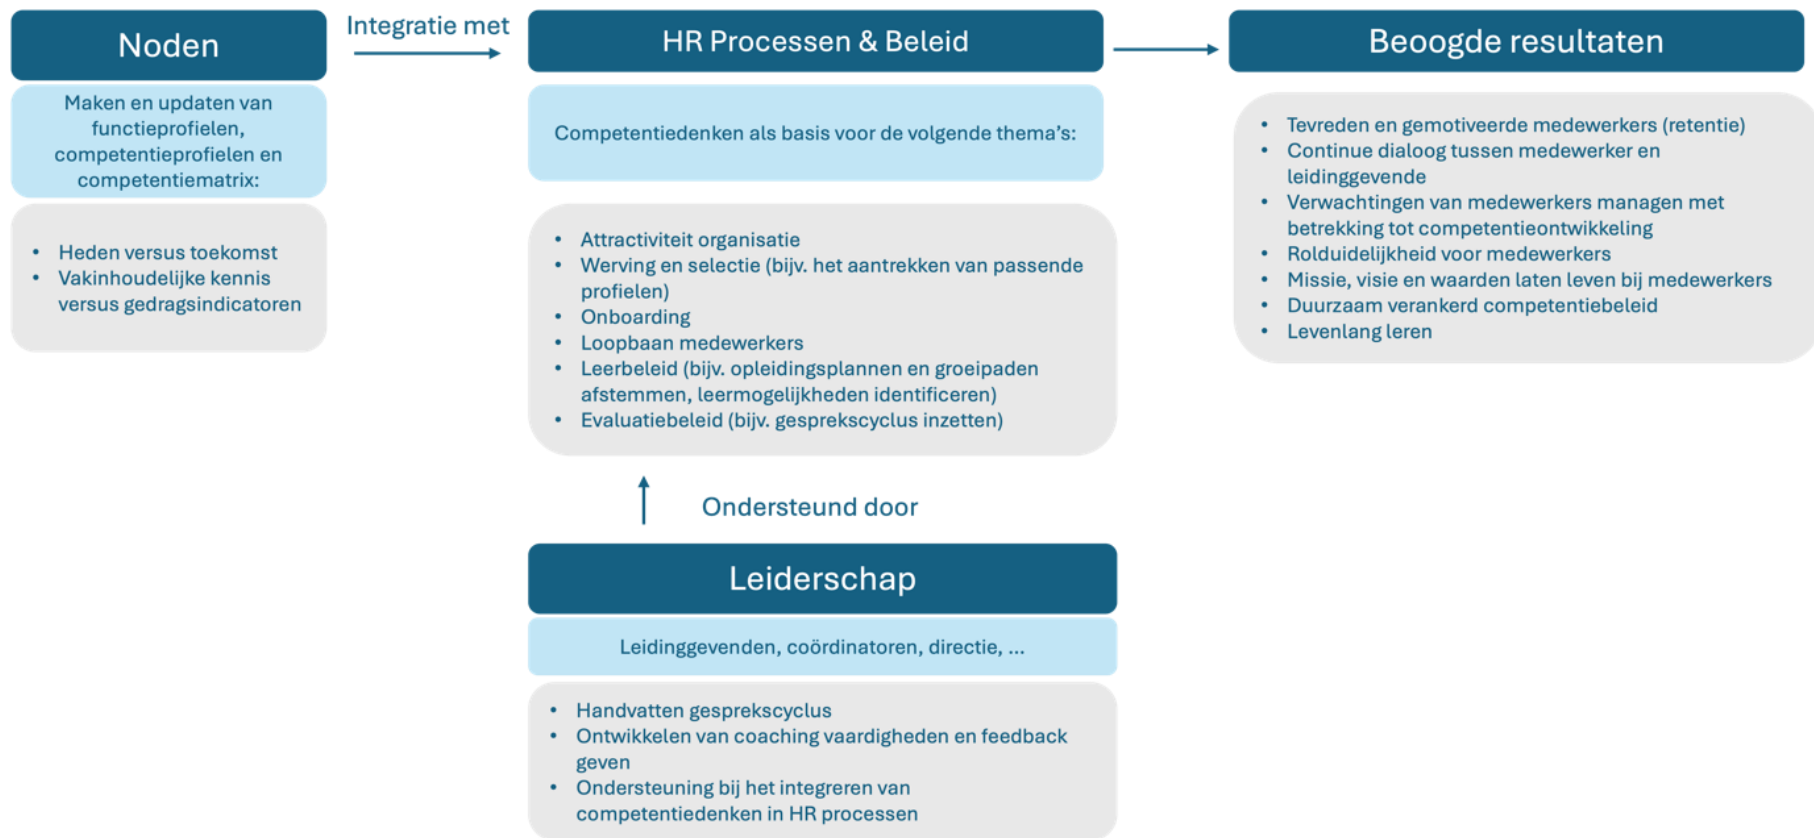 Noden
Integratie met
HR Processen & Beleid
Beoogde resultaten
Maken en updaten van
functieprofielen,
competentieprofielen en
competentiematrix:
• Heden versus toekomst
• Vakinhoudelijke kennis
versus gedragsindicatoren
Competentiedenken als basis voor de volgende thema's:
• Attractiviteit organisatie
• Werving en selectie (bijv. het aantrekken van passende
profielen)
• Onboarding
• Loopbaan medewerkers
• Leerbeleid (bijv. opleidingsplannen en groeipaden
afstemmen, leermogelijkheden identificeren)
• Evaluatiebeleid (bijv. gesprekscyclus inzetten)
• Tevreden en gemotiveerde medewerkers (retentie)
• Continue dialoog tussen medewerker en
leidinggevende
• Verwachtingen van medewerkers managen met
betrekking tot competentieontwikkeling
• Rolduidelijkheid voor medewerkers
• Missie, visie en waarden laten leven bij medewerkers
• Duurzaam verankerd competentiebeleid
• Levenlang leren
Ondersteund door
Leiderschap
Leidinggevenden, coördinatoren, directie, ...
• Handvatten gesprekscyclus
• Ontwikkelen van coaching vaardigheden en feedback
geven
• Ondersteuning bij het integreren van
competentiedenken in HR processen